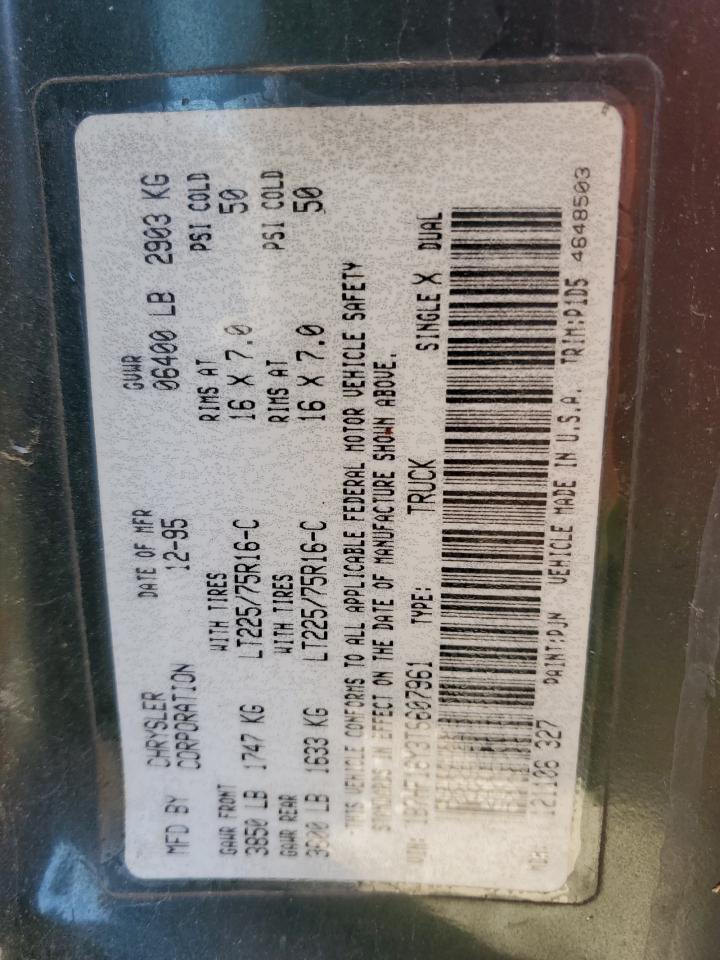 MFD BY CHRYSLER CORPORATION DATE OF MFR 12-95 GVWR 06400 LB 2903 KG
GAWR FRONT WITH TIRES RIMS AT PSI COLD
3850 LB 1747 KG LT225/75R16-C 16 X 7.0 50
GAWR REAR WITH TIRES RIMS AT PSI COLD
LB 1633 KG LT225/75R16-C 16 X 7.0 50
THIS VEHICLE CONFORMS TO ALL APPLICABLE FEDERAL MOTOR VEHICLE SAFETY
STANDARDS IN EFFECT ON THE DATE OF MANUFACTURE SHOWN ABOVE.
VIN: TYPE: TRUCK SINGLE X DUAL
MDH: 121106 327 PAINT:PJN VEHICLE MADE IN U.S.A. TRIM:P1D5 4648503